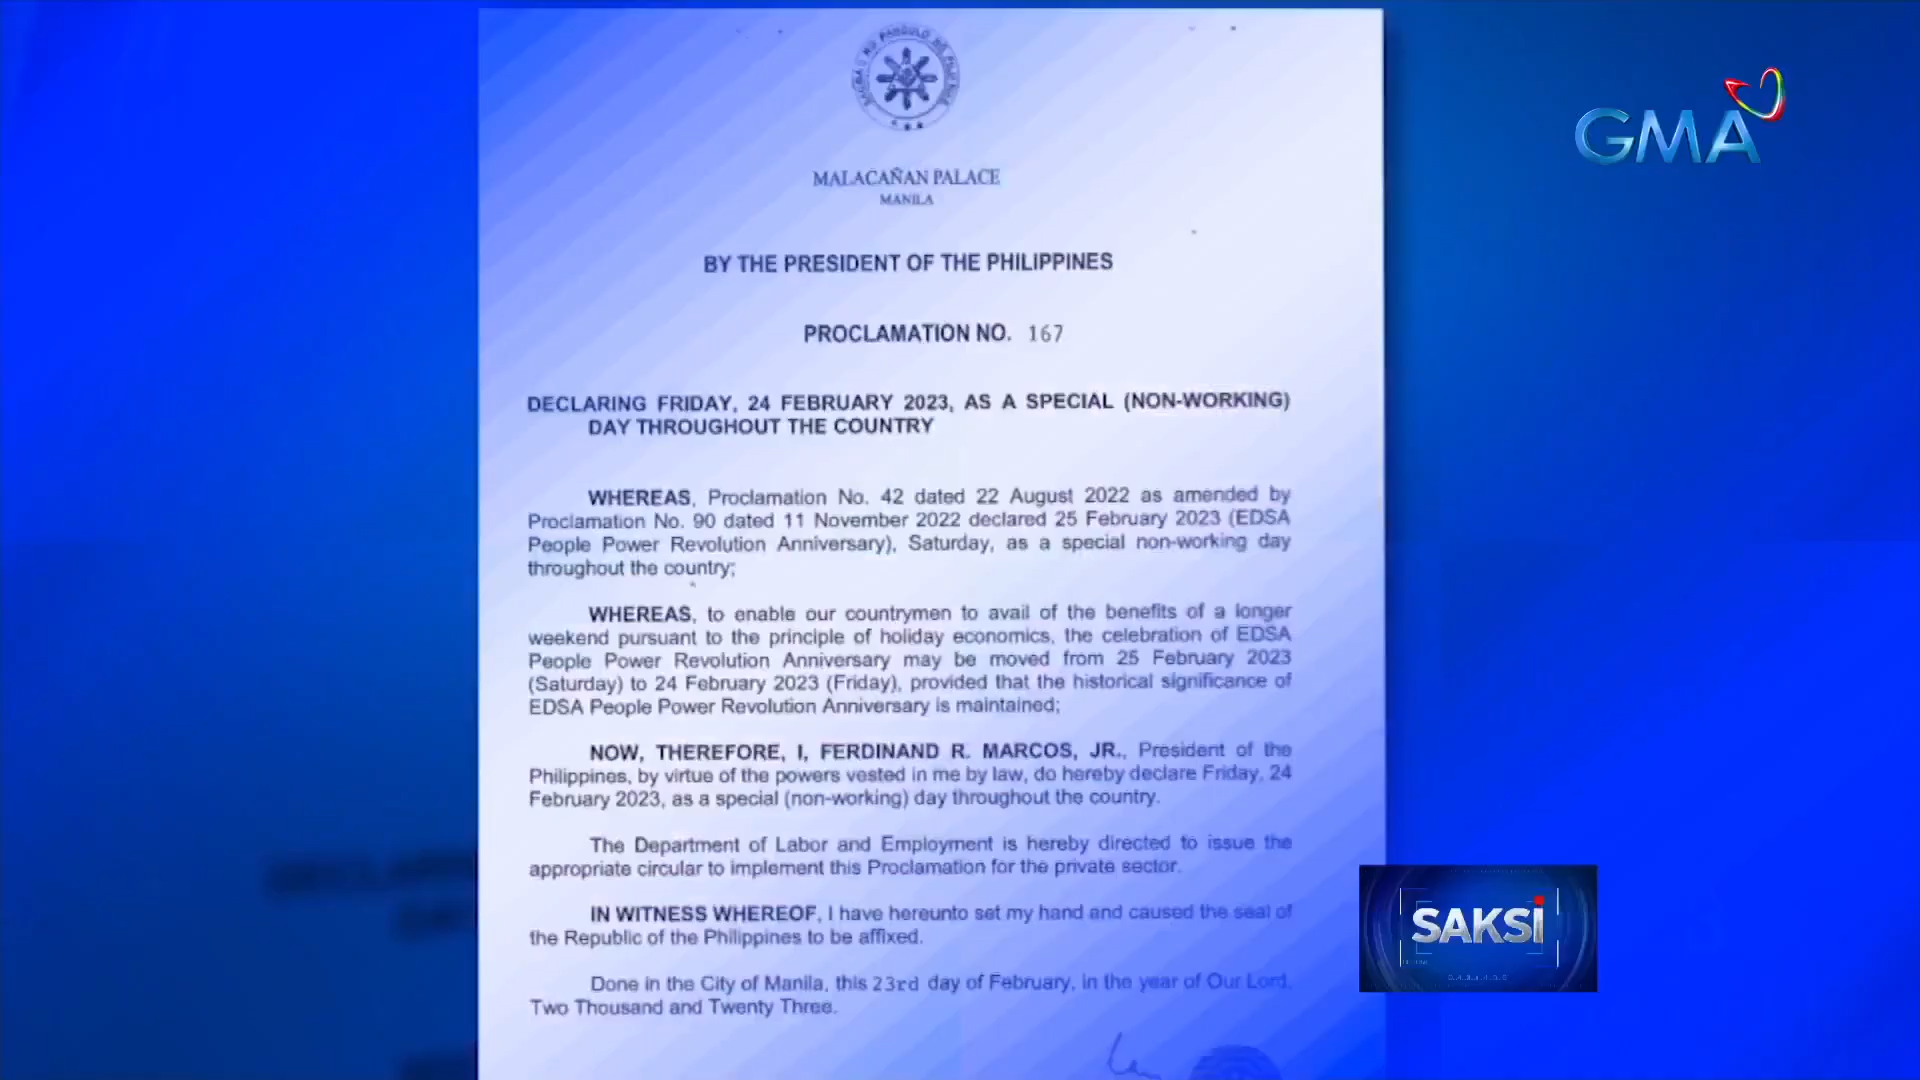 GMA
MALACAÑAN PALACE
MANILA
BY THE PRESIDENT OF THE PHILIPPINES
PROCLAMATION NO. 167
DECLARING FRIDAY, 24 FEBRUARY 2023, AS A SPECIAL (NON-WORKING)
DAY THROUGHOUT THE COUNTRY
WHEREAS, Proclamation No. 42 dated 22 August 2022 as amended by
Proclamation No. 90 dated 11 November 2022 declared 25 February 2023 (EDSA
People Power Revolution Anniversary), Saturday, as a special non-working day
throughout the country;
WHEREAS, to enable our countrymen to avail of the benefits of a longer
weekend pursuant to the principle of holiday economics, the celebration of EDSA
People Power Revolution Anniversary may be moved from 25 February 2023
(Saturday) to 24 February 2023 (Friday), provided that the historical significance of
EDSA People Power Revolution Anniversary is maintained;
NOW, THEREFORE, I, FERDINAND R. MARCOS, JR., President of the
Philippines, by virtue of the powers vested in me by law, do hereby declare Friday, 24
February 2023, as a special (non-working) day throughout the country.
The Department of Labor and Employment is hereby directed to issue the
appropriate circular to implement this Proclamation for the private sector.
IN WITNESS WHEREOF, I have hereunto set my hand and caused the seal of
the Republic of the Philippines to be affixed.
Done in the City of Manila, this 23rd day of February, in the year of Our Lord,
Two Thousand and Twenty Three.
SAKSI